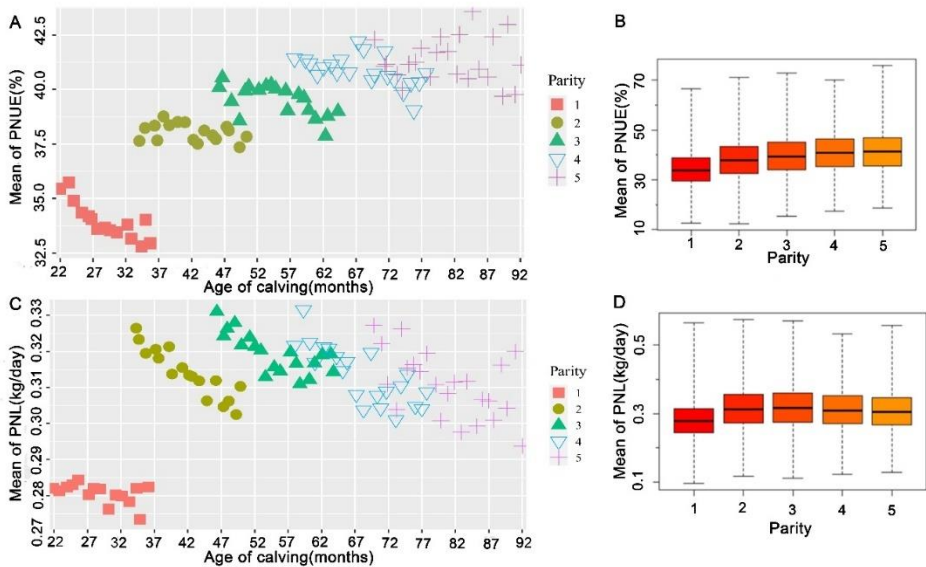 A
Mean of PNUE(%)
42.5
40.0
37.5
35.0
32.5
22 27 32 37 42 47 52 57 62 67 72 77 82 87 92
Age of calving(months)
Parity
1
2
3
4
5
B
Mean of PNUE(%)
70
50
30
10
1 2 3 4 5
Parity
C
Mean of PNL(kg/day)
0.33
0.32
0.31
0.30
0.28
0.27
22 27 32 37 42 47 52 57 62 67 72 77 82 87 92
Age of calving(months)
Parity
1
2
3
4
5
D
Mean of PNL(kg/day)
0.5
0.3
0.1
1 2 3 4 5
Parity